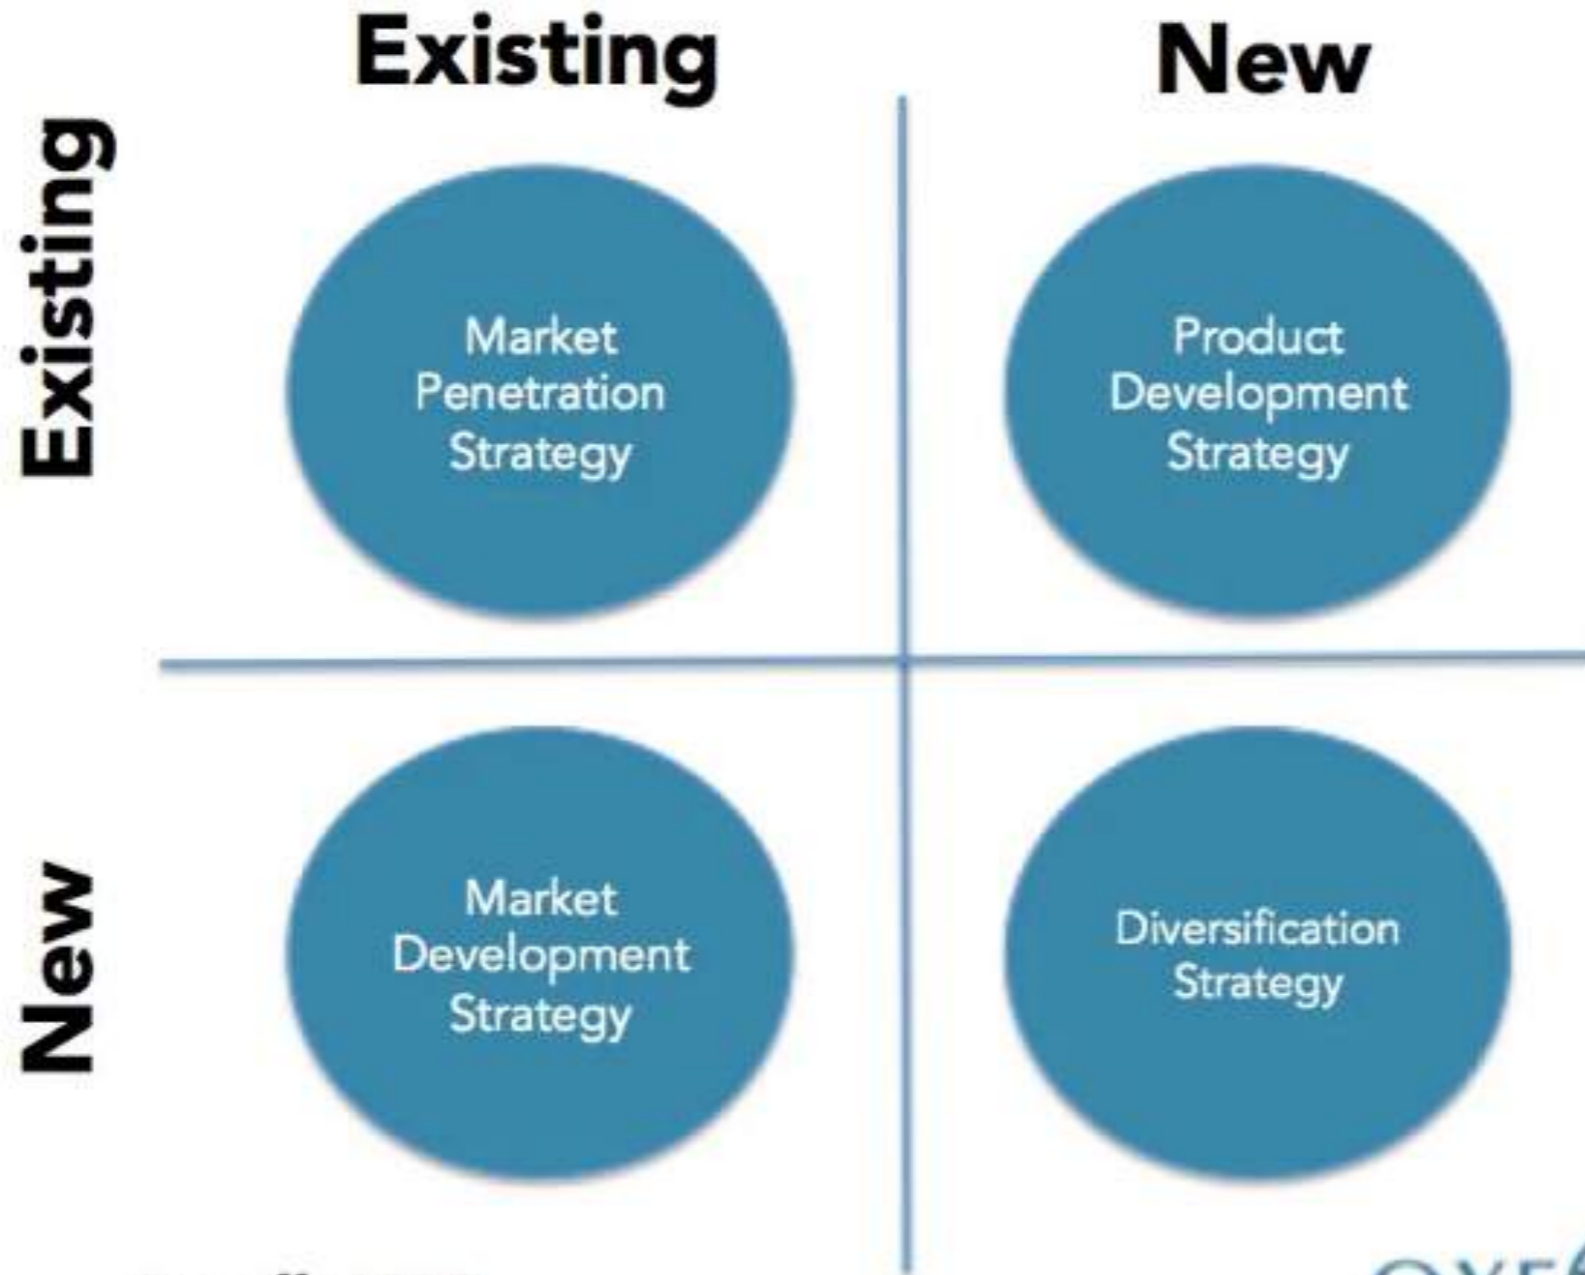 Existing
New
Existing
Market
Penetration
Strategy
Product
Development
Strategy
New
Market
Development
Strategy
Diversification
Strategy